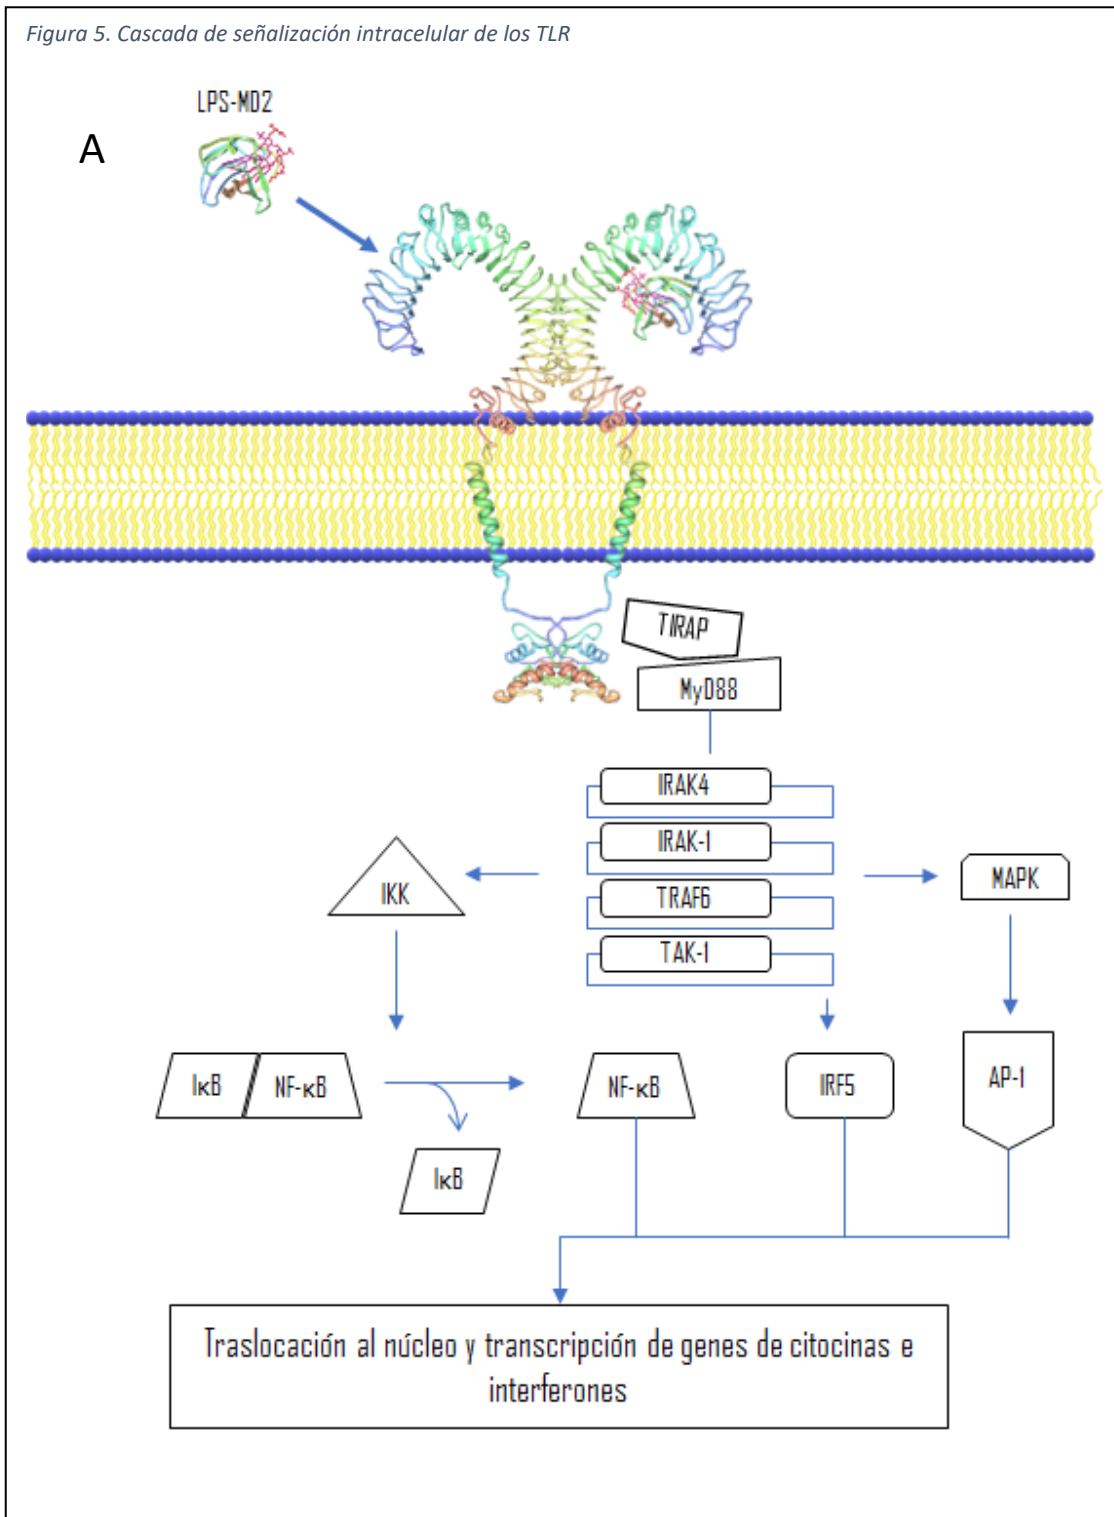 Figura 5. Cascada de señalización intracelular de los TLR
LPS-MD2
A
TIRAP
MyD88
IRAK4
IRAK-1
TRAF6
TAK-1
IKK
MAPK
IκB
NF-κB
IκB
NF-κB
IRF5
AP-1
Traslocación al núcleo y transcripción de genes de citocinas e
interferones